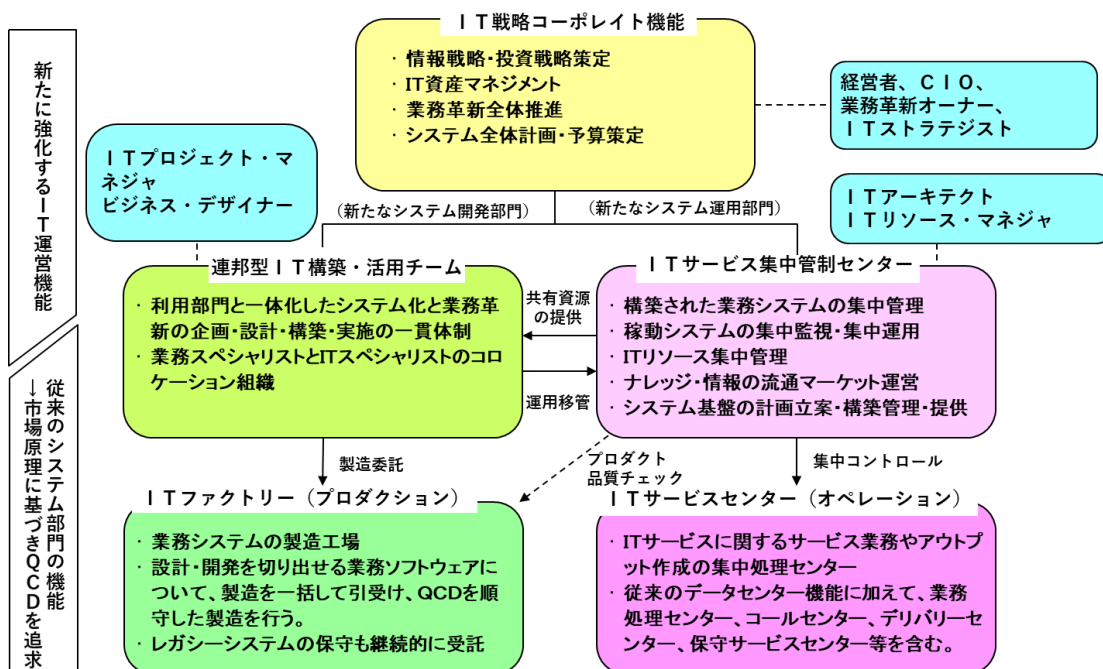 ＩＴ戦略コーポレイト機能
・ 情報戦略・投資戦略策定
・ IT資産マネジメント
・ 業務革新全体推進
・ システム全体計画・予算策定
経営者、ＣＩＯ、
業務革新オーナー、
ＩＴストラテジスト
新たに強化するＩＴ運営機能
ＩＴプロジェクト・マ
ネジャ
ビジネス・デザイナー
ＩＴアーキテクト
ＩＴリソース・マネジャ
（新たなシステム開発部門）
（新たなシステム運用部門）
連邦型ＩＴ構築・活用チーム
・ 利用部門と一体化したシステム化と業務革
新の企画・設計・構築・実施の一貫体制
・ 業務スペシャリストとITスペシャリストのコロ
ケーション組織
共有資源
の提供
運用移管
ＩＴサービス集中管制センター
・ 構築された業務システムの集中管理
・ 稼動システムの集中監視・集中運用
・ ITリソース集中管理
・ ナレッジ・情報の流通マーケット運営
・ システム基盤の計画立案・構築管理・提供
従来のシステム部門の機能
→市場原理に基づきＱＣＤを追求
製造委託
プロダクト
品質チェック
集中コントロール
ＩＴファクトリー（プロダクション）
・ 業務システムの製造工場
・ 設計・開発を切り出せる業務ソフトウェアに
ついて、製造を一括して引受け、QCDを順
守した製造を行う。
・ レガシーシステムの保守も継続的に受託
ＩＴサービスセンター（オペレーション）
・ ITサービスに関するサービス業務やアウトプ
ット作成の集中処理センター
・ 従来のデータセンター機能に加えて、業務
処理センター、コールセンター、デリバリーセ
ンター、保守サービスセンター等を含む。